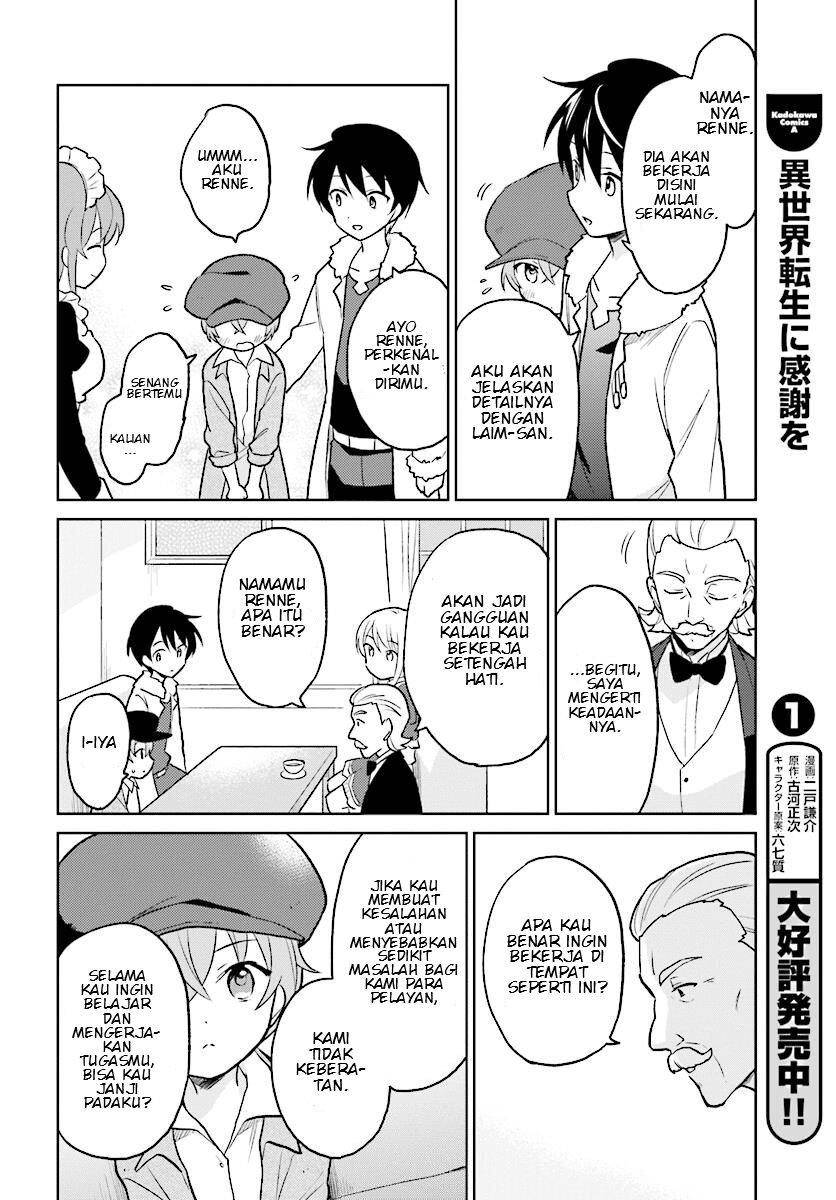 NAMA-
NYA
RENNE.
DIA AKAN
BEKERJA
DISINI
MULAI
SEKARANG.
AKU AKAN
JELASKAN
DETAILNYA
DENGAN
LAIM-SAN.
UMMM...
AKU
RENNE.
AYO
RENNE,
PERKENAL
-KAN
DIRIMU.
SENANG
BERTEMU
KALIAN
...
...BEGITU,
SAYA
MENGERTI
KEADAAN-
NYA.
AKAN JADI
GANGGUAN
KALAU KAU
BEKERJA
SETENGAH
HATI.
NAMAMU
RENNE,
APA ITU
BENAR?
I-IYA
APA KAU
BENAR INGIN
BEKERJA DI
TEMPAT
SEPERTI INI?
JIKA KAU
MEMBUAT
KESALAHAN
ATAU
MENYEBABKAN
SEDIKIT
MASALAH BAGI
KAMI PARA
PELAYAN,
KAMI
TIDAK
KEBERA-
TAN.
SELAMA
KAU INGIN
BELAJAR
DAN
MENGERJA-
KAN
TUGASMU,
BISA KAU
JANJI
PADAKU?
Kadokawa
Comics
A
異世界転生に感謝を
1
漫画:二戸謙介
原作:古河正次
キャラクター原案:六七質
大好評発売中!!